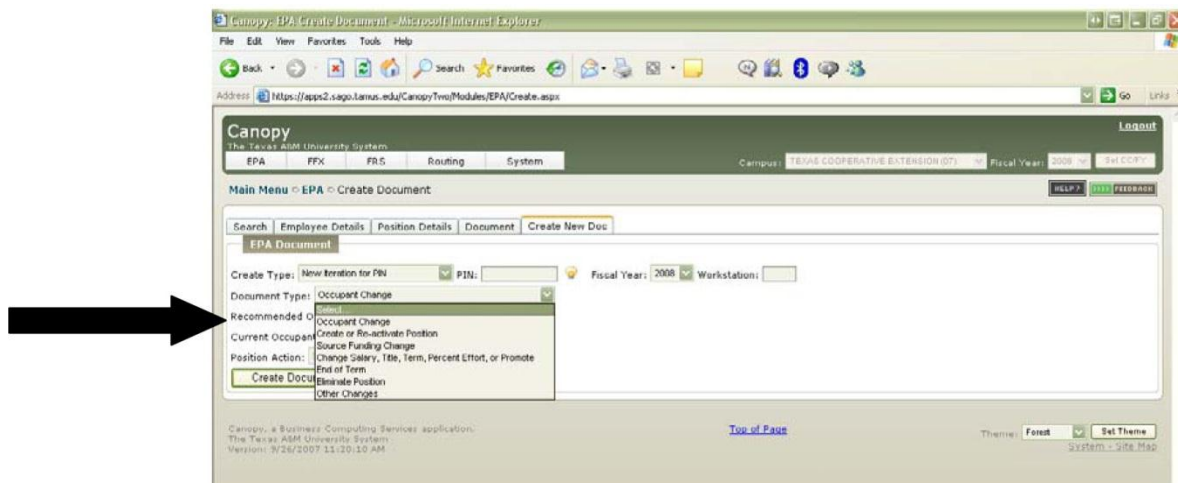 Canopy: EPA Create Document - Microsoft Internet Explorer
File Edit View Favorites Tools Help
Back Search Favorites
Address https://apps2.sago.tamus.edu/CanopyTwo/Modules/EPA/Create.aspx Go Links
Canopy Logout
The Texas A&M University System
EPA FFX FRS Routing System Campus: TEXAS COOPERATIVE EXTENSION (07) Fiscal Year: 2008 Set CC/FY
Main Menu EPA Create Document HELP? FEEDBACK
Search Employee Details Position Details Document Create New Doc
EPA Document
Create Type: New Iteration for PIN PIN: Fiscal Year: 2008 Workstation:
Document Type: Occupant Change
Recommended O Select...
Occupant Change
Current Occupant Create or Re-activate Position
Source Funding Change
Position Action: Change Salary, Title, Term, Percent Effort, or Promote
End of Term
Create Docu Eliminate Position
Other Changes
Canopy, a Business Computing Services application. Top of Page Theme: Forest Set Theme
The Texas A&M University System System - Site Map
Version: 9/26/2007 11:20:10 AM